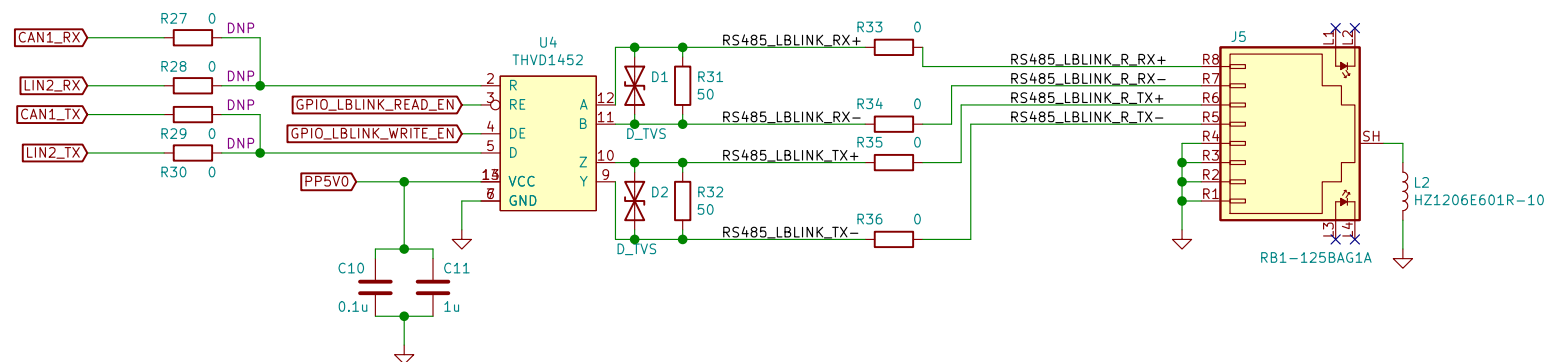 R27 0
DNP
CAN1_RX
R28 0
DNP
LIN2_RX
CAN1_TX
DNP
R29 0
DNP
LIN2_TX
R30 0
PP5V0
GPIO_LBLINK_READ_EN
GPIO_LBLINK_WRITE_EN
U4
THVD1452
2 R
3 RE
4 DE
5 D
VCC
GND
A 12
B 11
Z 10
Y 9
C10
0.1u
C11
1u
RS485_LBLINK_RX+
D1
D_TVS
R31
50
RS485_LBLINK_RX-
RS485_LBLINK_TX+
D2
D_TVS
R32
50
RS485_LBLINK_TX-
R33 0
R34 0
R35 0
R36 0
RS485_LBLINK_R_RX+
RS485_LBLINK_R_RX-
RS485_LBLINK_R_TX+
RS485_LBLINK_R_TX-
J5
L1
L2
R8
R7
R6
R5
R4
R3
R2
R1
SH
L3
L4
RB1-125BAG1A
L2
HZ1206E601R-10